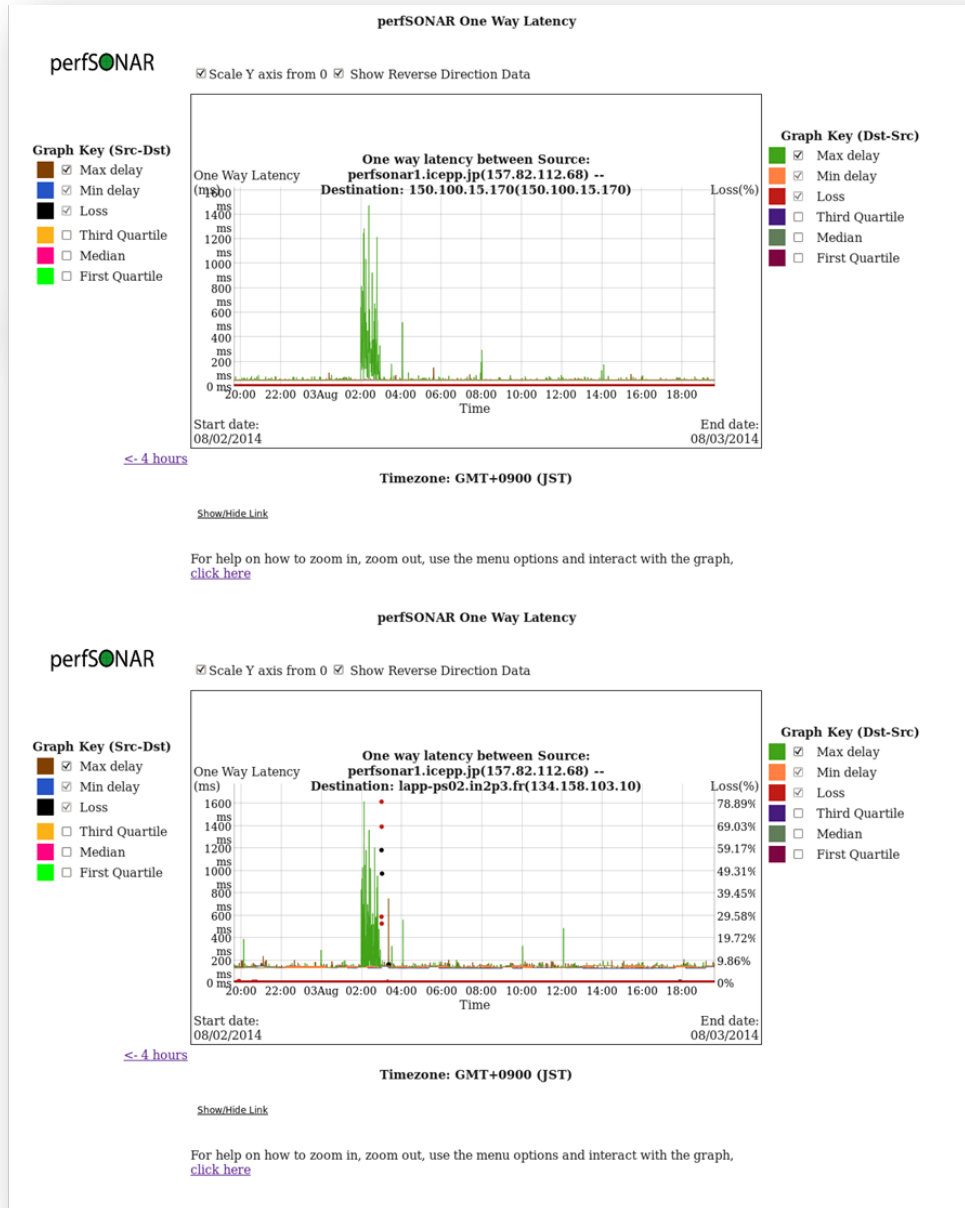 perfSONAR One Way Latency
perfSONAR
Scale Y axis from 0 Show Reverse Direction Data
Graph Key (Src-Dst)
Max delay
Min delay
Loss
Third Quartile
Median
First Quartile
One way latency between Source:
perfsonar1.icepp.jp(157.82.112.68) --
Destination: 150.100.15.170(150.100.15.170)
One Way Latency
(ms)
Loss(%)
1600
ms
1400
ms
1200
ms
1000
ms
800
ms
600
ms
400
ms
200
ms
0 ms
20:00 22:00 03Aug 02:00 04:00 06:00 08:00 10:00 12:00 14:00 16:00 18:00
Time
Start date:
08/02/2014
End date:
08/03/2014
Graph Key (Dst-Src)
Max delay
Min delay
Loss
Third Quartile
Median
First Quartile
<- 4 hours
Timezone: GMT+0900 (JST)
Show/Hide Link
For help on how to zoom in, zoom out, use the menu options and interact with the graph,
click here
perfSONAR One Way Latency
perfSONAR
Scale Y axis from 0 Show Reverse Direction Data
Graph Key (Src-Dst)
Max delay
Min delay
Loss
Third Quartile
Median
First Quartile
One way latency between Source:
perfsonar1.icepp.jp(157.82.112.68) --
Destination: lapp-ps02.in2p3.fr(134.158.103.10)
One Way Latency
(ms)
Loss(%)
1600
ms
1400
ms
1200
ms
1000
ms
800
ms
600
ms
400
ms
200
ms
0 ms
78.89%
69.03%
59.17%
49.31%
39.45%
29.58%
19.72%
9.86%
0%
20:00 22:00 03Aug 02:00 04:00 06:00 08:00 10:00 12:00 14:00 16:00 18:00
Time
Start date:
08/02/2014
End date:
08/03/2014
Graph Key (Dst-Src)
Max delay
Min delay
Loss
Third Quartile
Median
First Quartile
<- 4 hours
Timezone: GMT+0900 (JST)
Show/Hide Link
For help on how to zoom in, zoom out, use the menu options and interact with the graph,
click here